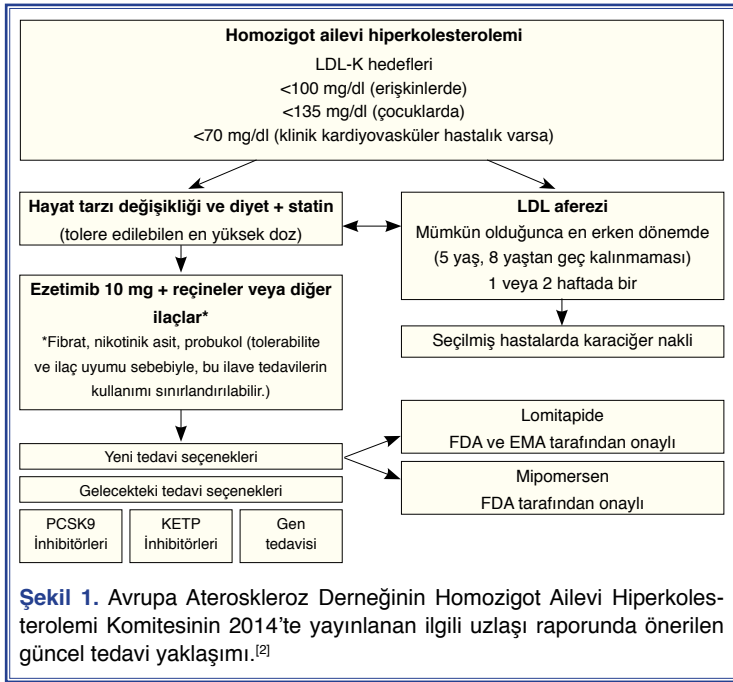 Homozigot ailevi hiperkolesterolemi
LDL-K hedefleri
<100 mg/dl (erişkinlerde)
<135 mg/dl (çocuklarda)
<70 mg/dl (klinik kardiyovasküler hastalık varsa)
Hayat tarzı değişikliği ve diyet + statin
(tolere edilebilen en yüksek doz)
LDL aferezi
Mümkün olduğunca en erken dönemde
(5 yaş, 8 yaştan geç kalınmaması)
1 veya 2 haftada bir
Ezetimib 10 mg + reçineler veya diğer
ilaçlar*
*Fibrat, nikotinik asit, probukol (tolerabilite
ve ilaç uyumu sebebiyle, bu ilave tedavilerin
kullanımı sınırlandırılabilir.)
Seçilmiş hastalarda karaciğer nakli
Yeni tedavi seçenekleri
Lomitapide
FDA ve EMA tarafından onaylı
Mipomersen
FDA tarafından onaylı
Gelecekteki tedavi seçenekleri
PCSK9
İnhibitörleri
KETP
İnhibitörleri
Gen
tedavisi
Şekil 1. Avrupa Ateroskleroz Derneğinin Homozigot Ailevi Hiperkoles-
terolemi Komitesinin 2014'te yayınlanan ilgili uzlaşı raporunda önerilen
güncel tedavi yaklaşımı.[2]